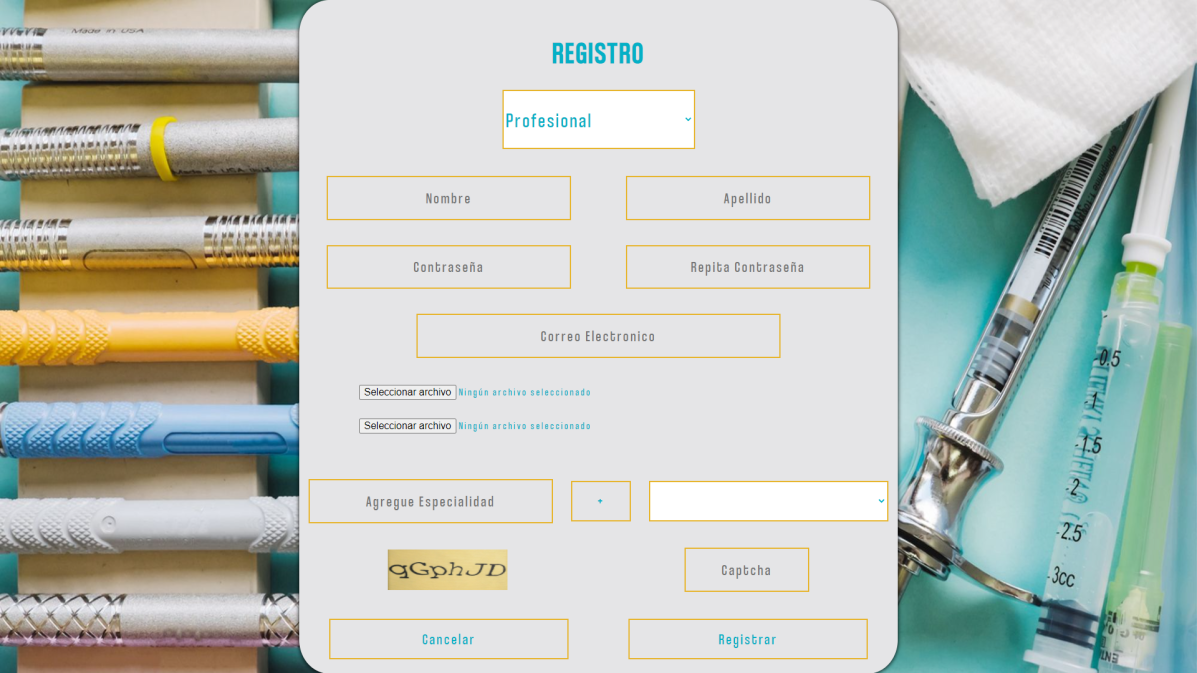 Made in USA
REGISTRO
Profesional
Nombre Apellido
Contraseña Repita Contraseña
Correo Electronico
Seleccionar archivo Ningún archivo seleccionado
Seleccionar archivo Ningún archivo seleccionado
Agregue Especialidad +
qGphJD Captcha
Cancelar Registrar
0.5
1
1.5
2
2.5
3cc